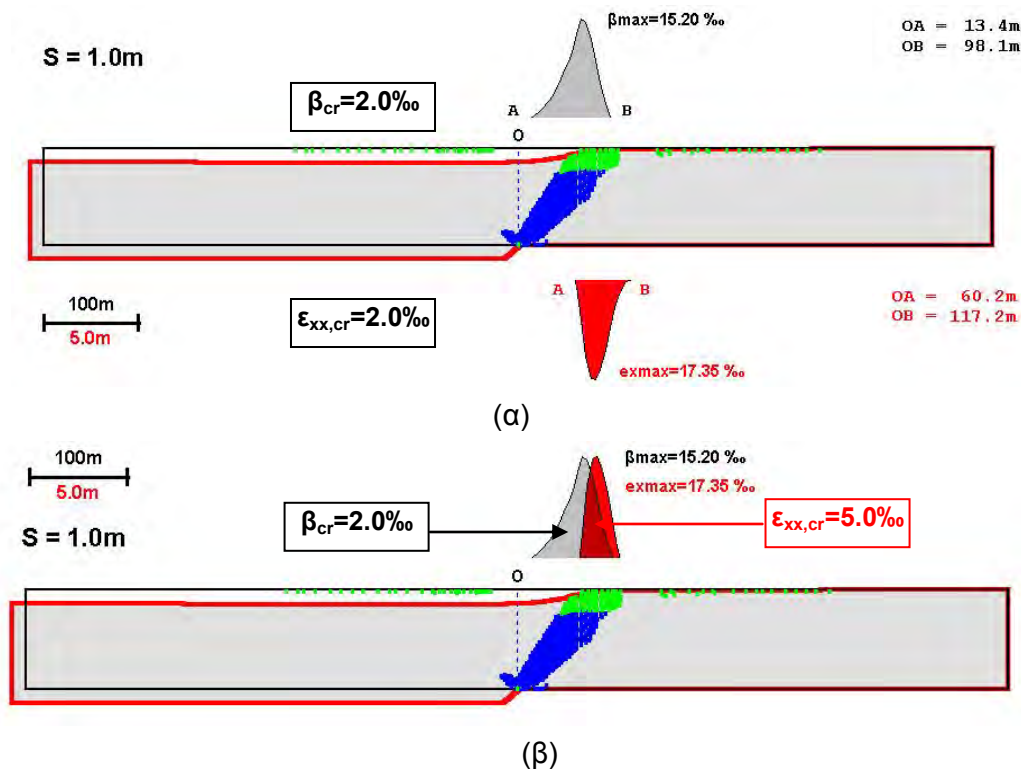 βmax=15.20 ‰
OA = 13.4m
OB = 98.1m
S = 1.0m
βcr=2.0‰
A B
O
100m
5.0m
εxx,cr=2.0‰
A B
OA = 60.2m
OB = 117.2m
exmax=17.35 ‰
(α)
100m
5.0m
βmax=15.20 ‰
exmax=17.35 ‰
βcr=2.0‰
εxx,cr=5.0‰
S = 1.0m
O
(β)